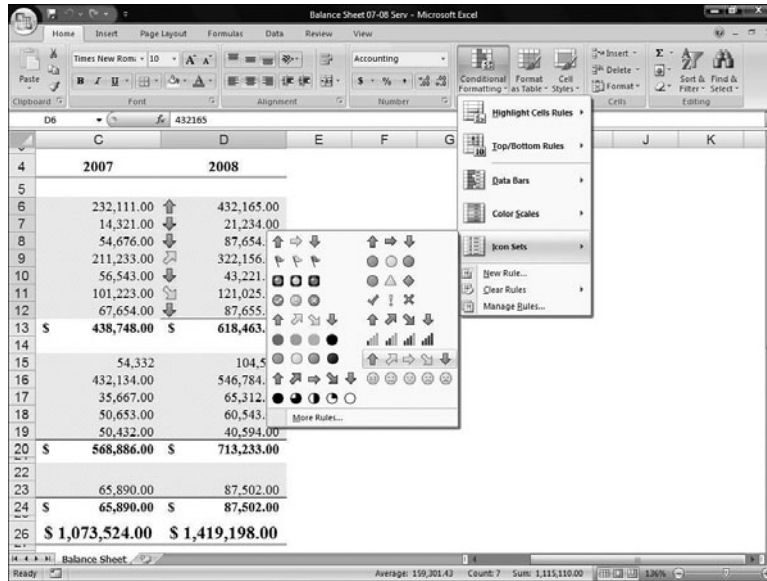 Balance Sheet 07-08 Serv - Microsoft Excel
Home Insert Page Layout Formulas Data Review View
Paste
Times New Roma 10 A A
B I U A
Accounting
$ % ,
Conditional Formatting
Format as Table
Cell Styles
Insert
Delete
Format
Sort & Filter
Find & Select
Clipboard Font Alignment Number Cells Editing
D6 fx 432165
C D E F G J K
4 2007 2008
5
6 232,111.00 432,165.00
7 14,321.00 21,234.00
8 54,676.00 87,654.
9 211,233.00 322,156.
10 56,543.00 43,221.
11 101,223.00 121,025.
12 67,654.00 87,655.
13 $ 438,748.00 $ 618,463.
14
15 54,332 104,5
16 432,134.00 546,784.
17 35,667.00 65,312.
18 50,653.00 60,543.
19 50,432.00 40,594.00
20 $ 568,886.00 $ 713,233.00
22
23 65,890.00 87,502.00
24 $ 65,890.00 $ 87,502.00
26 $ 1,073,524.00 $ 1,419,198.00
Highlight Cells Rules
Top/Bottom Rules
Data Bars
Color Scales
Icon Sets
New Rule...
Clear Rules
Manage Rules...
More Rules...
Balance Sheet
Ready Average: 159,301.43 Count: 7 Sum: 1,115,110.00 136%